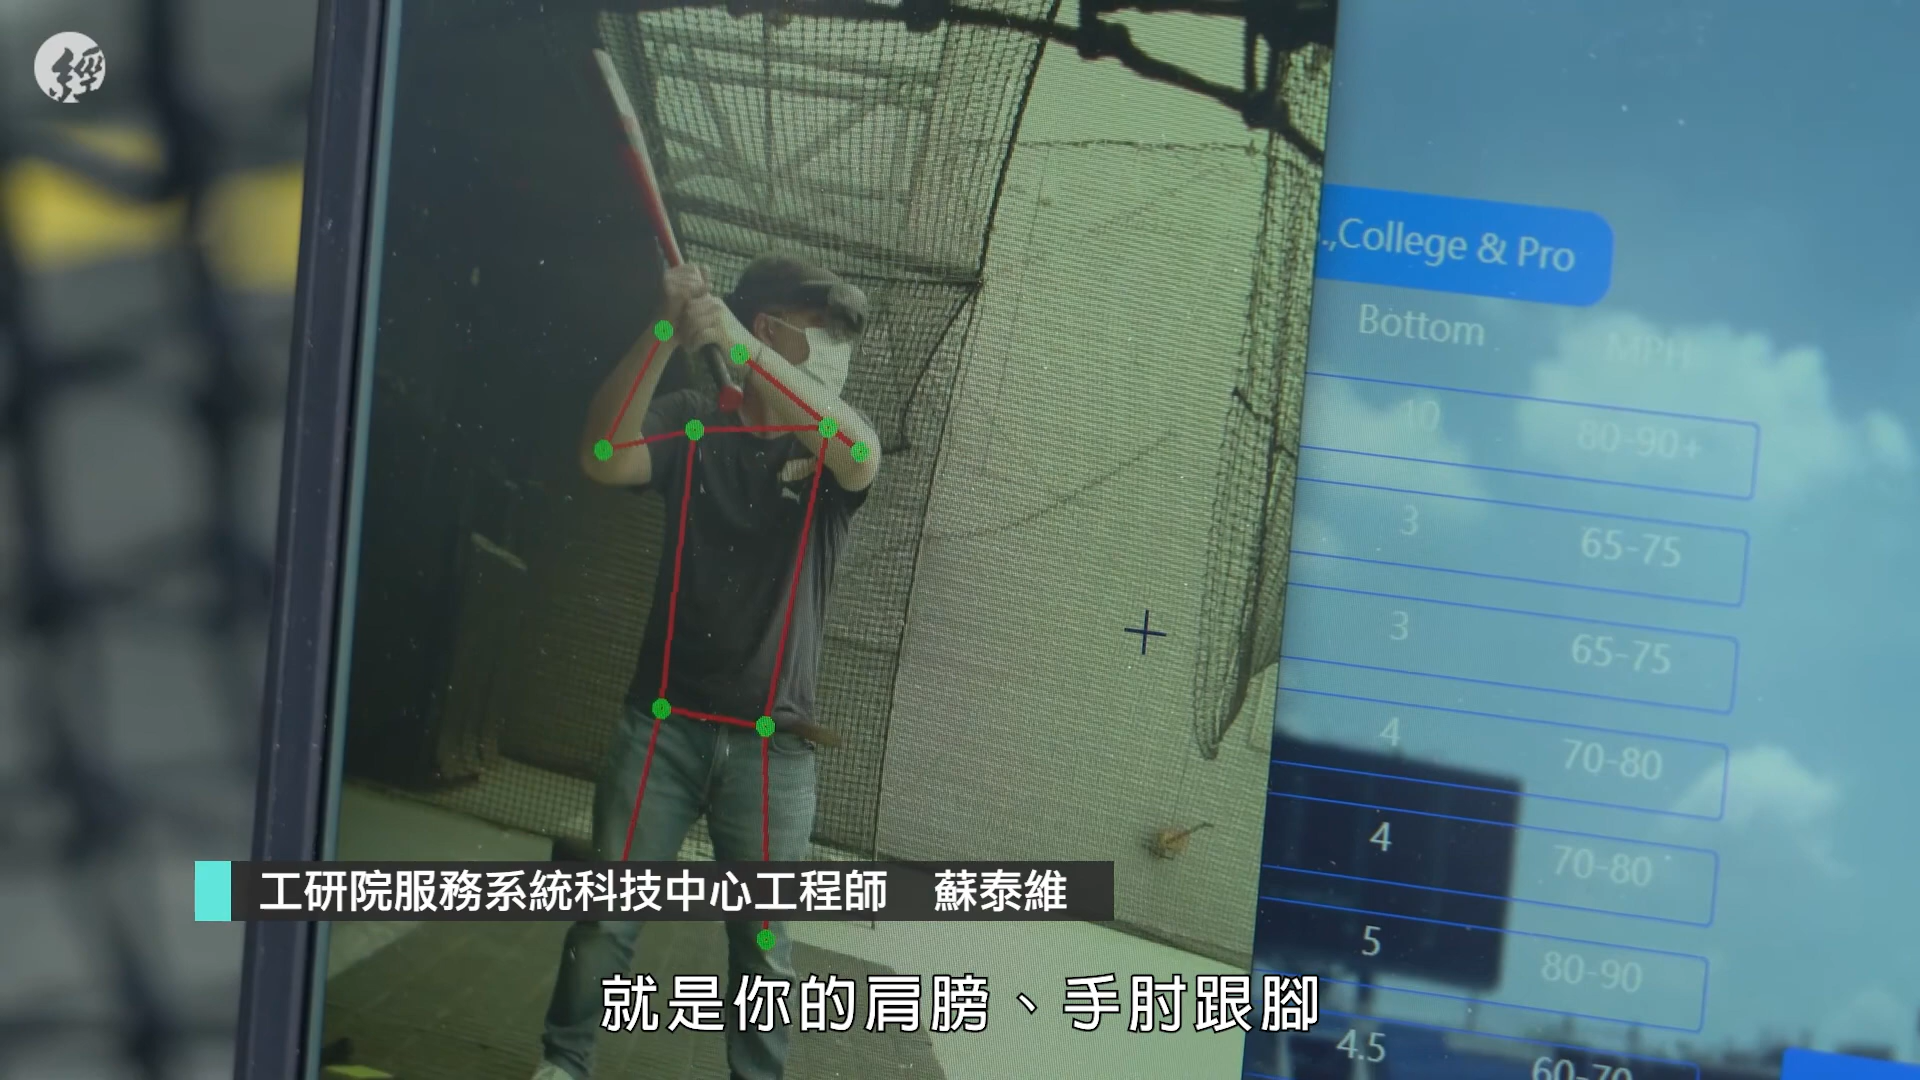 經
.,College & Pro
Bottom MPH
10 80-90+
3 65-75
3 65-75
4 70-80
4 70-80
5 80-90
4.5 60-70
工研院服務系統科技中心工程師 蘇泰維
就是你的肩膀、手肘跟腳